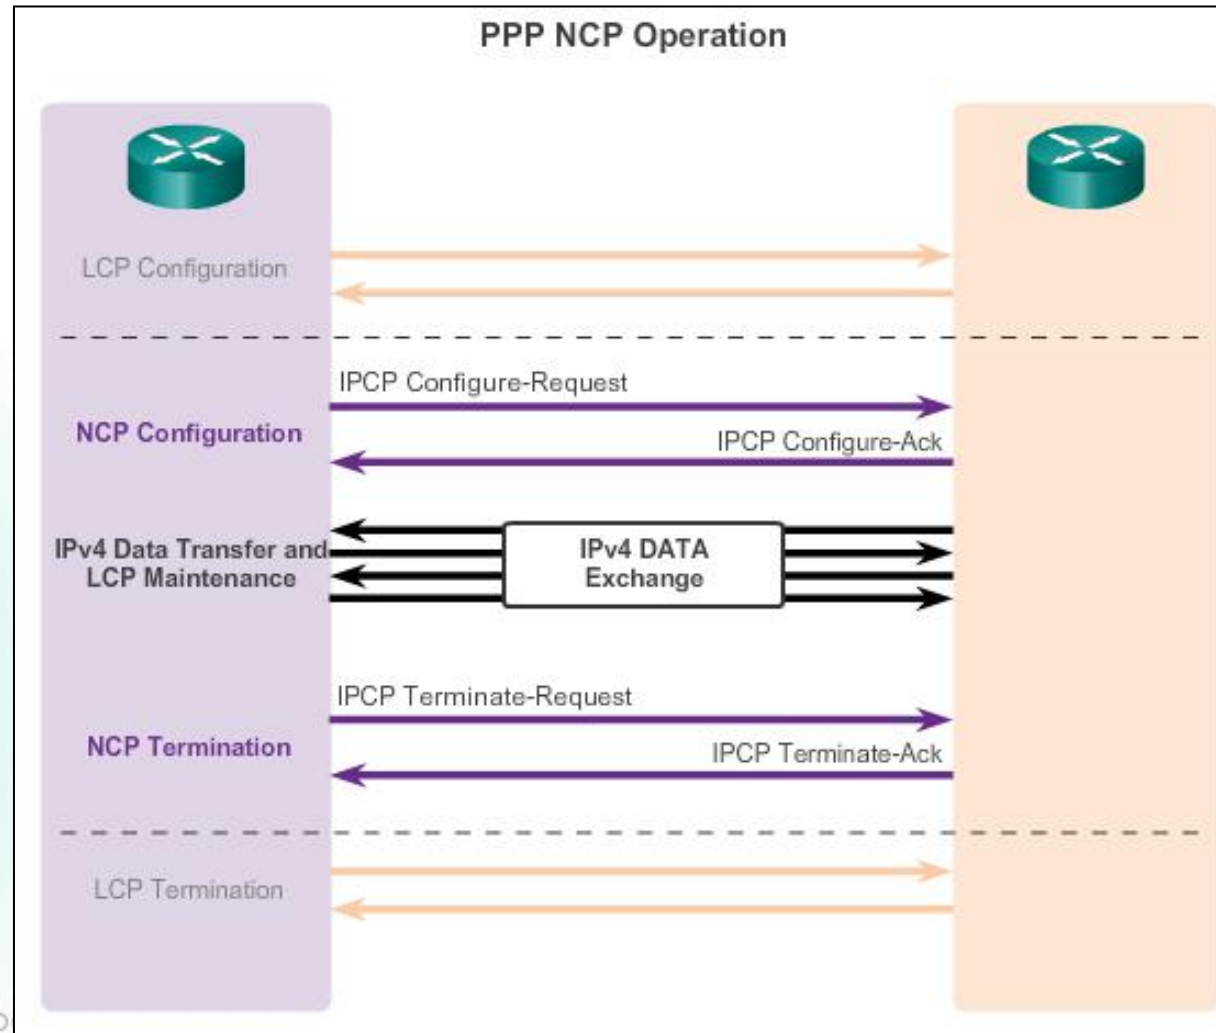 PPP NCP Operation
LCP Configuration
IPCP Configure-Request
NCP Configuration
IPCP Configure-Ack
IPv4 Data Transfer and
LCP Maintenance
IPv4 DATA
Exchange
IPCP Terminate-Request
NCP Termination
IPCP Terminate-Ack
LCP Termination